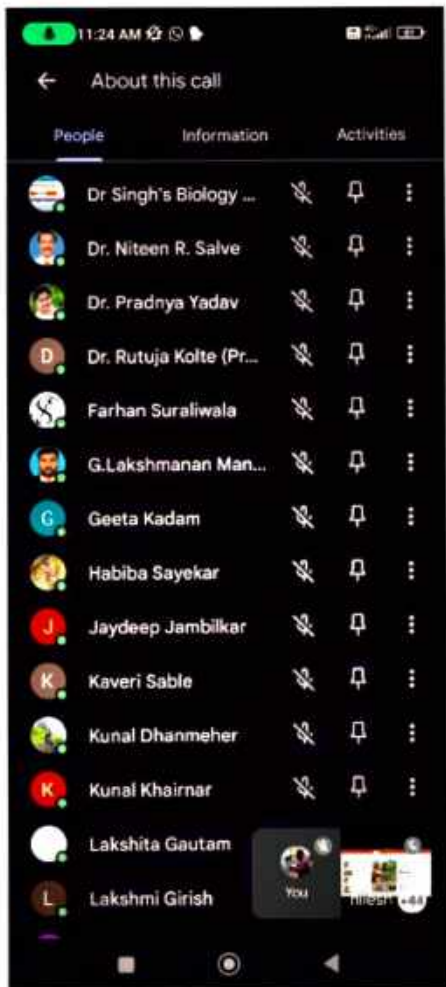 11:24 AM
About this call
People Information Activities
Dr Singh's Biology ...
Dr. Niteen R. Salve
Dr. Pradnya Yadav
D Dr. Rutuja Kolte (Pr...
Farhan Suraliwala
G.Lakshmanan Man...
G Geeta Kadam
Habiba Sayekar
J Jaydeep Jambilkar
K Kaveri Sable
Kunal Dhanmeher
K Kunal Khairnar
Lakshita Gautam
L Lakshmi Girish
You
nilesh +44